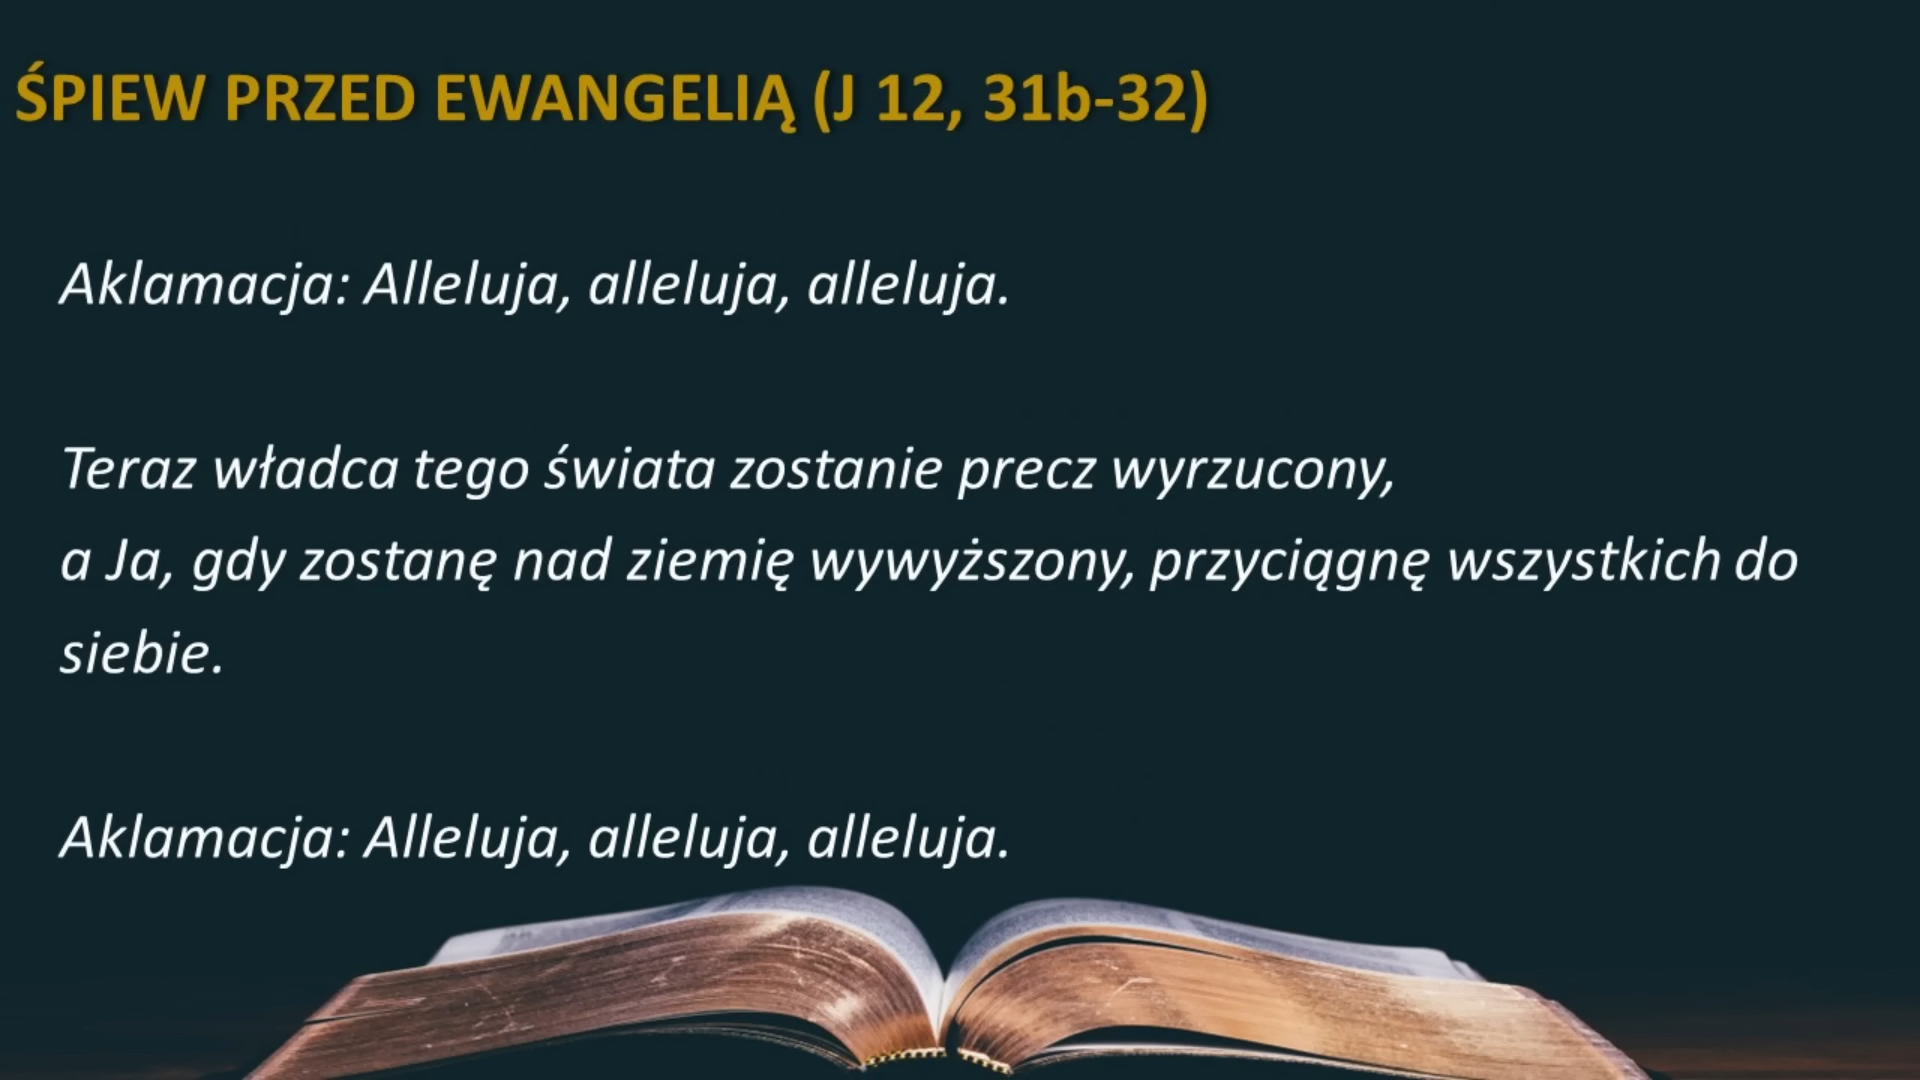 ŚPIEW PRZED EWANGELIĄ (J 12, 31b-32)
Aklamacja: Alleluja, alleluja, alleluja.
Teraz władca tego świata zostanie precz wyrzucony,
a Ja, gdy zostanę nad ziemię wywyższony, przyciągnę wszystkich do
siebie.
Aklamacja: Alleluja, alleluja, alleluja.